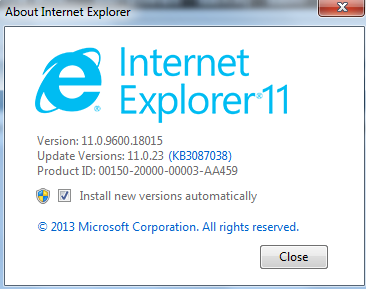 About Internet Explorer
Internet
Explorer®11
Version: 11.0.9600.18015
Update Versions: 11.0.23 (KB3087038)
Product ID: 00150-20000-00003-AA459
Install new versions automatically
© 2013 Microsoft Corporation. All rights reserved.
Close